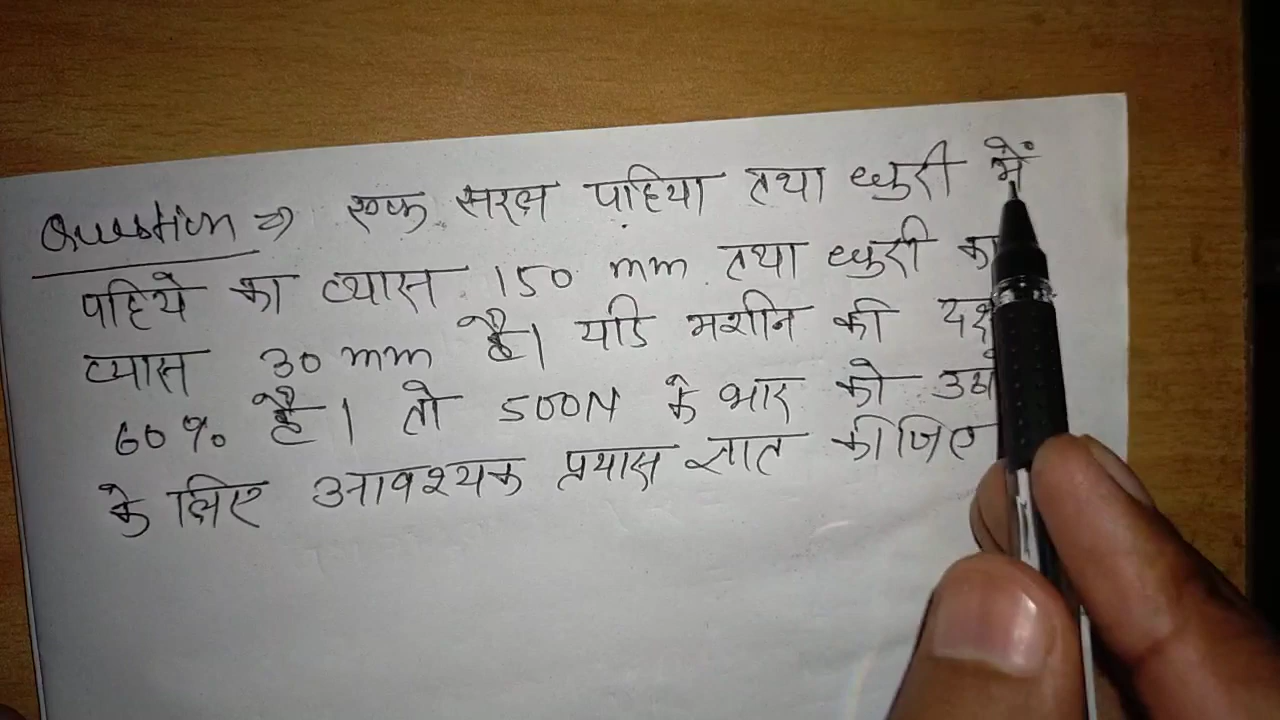 Question ⇒ एक सरल पहिया तथा धुरी में
पहिये का व्यास 150 mm तथा धुरी का
व्यास 30 mm है। यदि मशीन की
60% है। तो 500N के भार को
के लिए आवश्यक प्रयास ज्ञात कीजिए